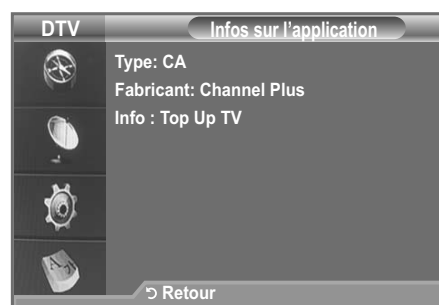 DTV
Infos sur l'application
Type: CA
Fabricant: Channel Plus
Info : Top Up TV
Retour